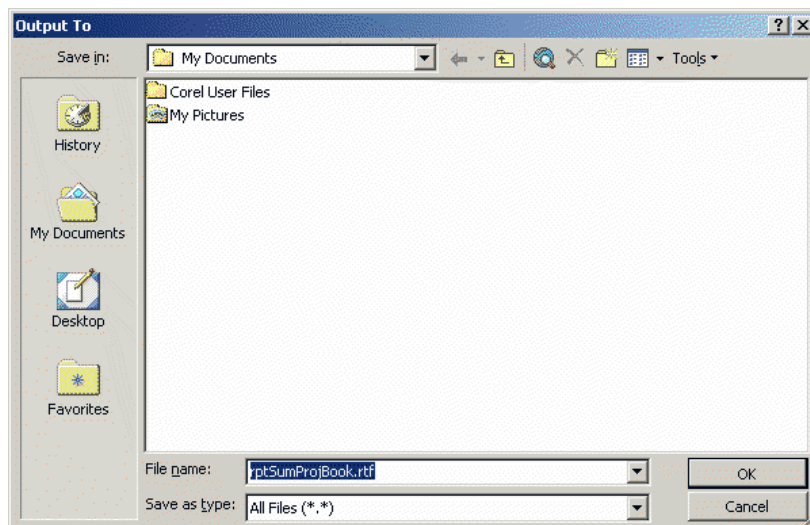 Output To
Save in:
My Documents
Tools
Corel User Files
My Pictures
History
My Documents
Desktop
Favorites
File name:
rptSumProjBook.rtf
OK
Save as type:
All Files (*.*)
Cancel